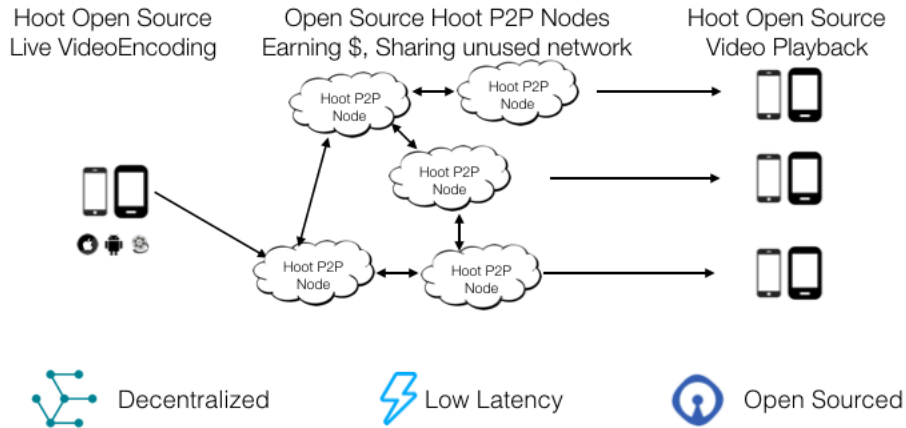 Hoot Open Source
Live VideoEncoding
Open Source Hoot P2P Nodes
Earning $, Sharing unused network
Hoot Open Source
Video Playback
Hoot P2P
Node
Hoot P2P
Node
Hoot P2P
Node
Hoot P2P
Node
Hoot P2P
Node
Decentralized
Low Latency
Open Sourced